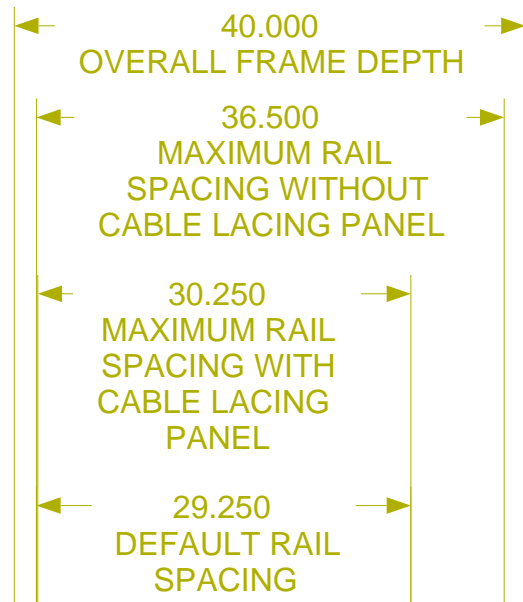 40.000
OVERALL FRAME DEPTH
36.500
MAXIMUM RAIL
SPACING WITHOUT
CABLE LACING PANEL
30.250
MAXIMUM RAIL
SPACING WITH
CABLE LACING
PANEL
29.250
DEFAULT RAIL
SPACING